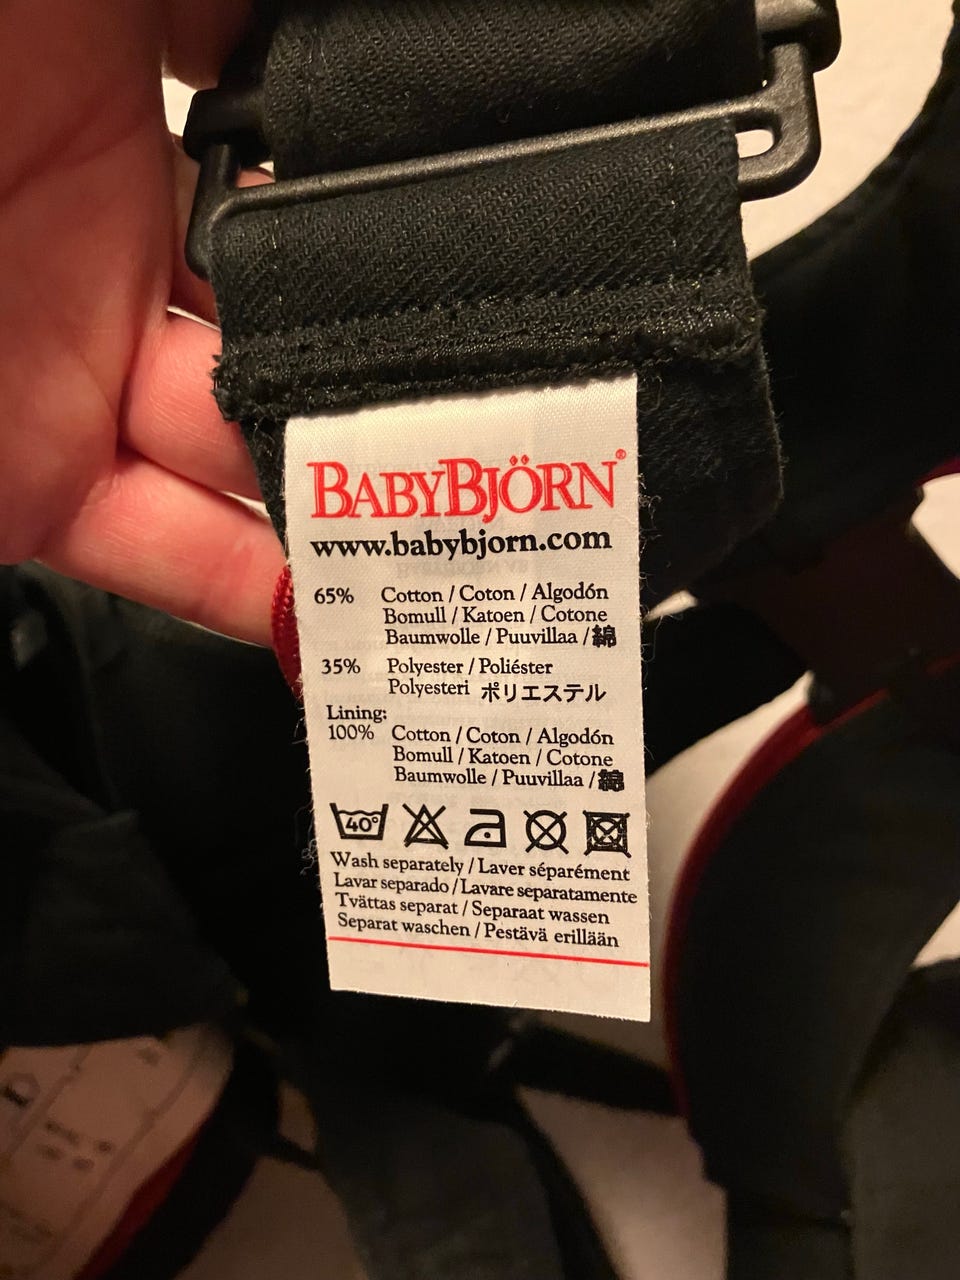 BABYBJÖRN®
www.babybjorn.com
65% Cotton / Coton / Algodón
Bomull / Katoen / Cotone
Baumwolle / Puuvillaa / 綿
35% Polyester / Poliéster
Polyesteri ポリエステル
Lining:
100% Cotton / Coton / Algodón
Bomull / Katoen / Cotone
Baumwolle / Puuvillaa / 綿
40°
Wash separately / Laver séparément
Lavar separado / Lavare separatamente
Tvättas separat / Separaat wassen
Separat waschen / Pestävä erillään